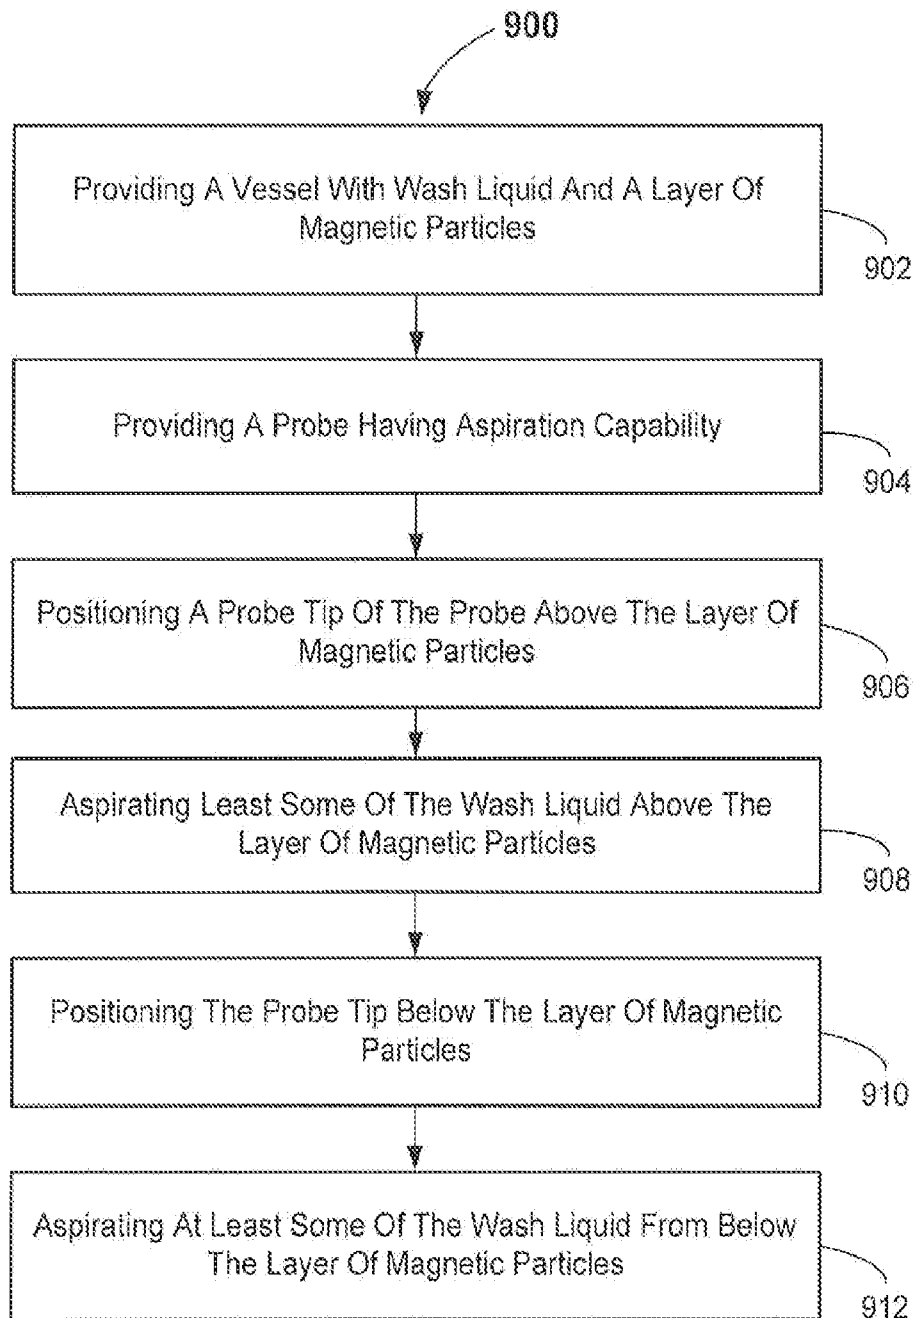 900
Providing A Vessel With Wash Liquid And A Layer Of
Magnetic Particles
902
Providing A Probe Having Aspiration Capability
904
Positioning A Probe Tip Of The Probe Above The Layer Of
Magnetic Particles
906
Aspirating Least Some Of The Wash Liquid Above The
Layer Of Magnetic Particles
908
Positioning The Probe Tip Below The Layer Of Magnetic
Particles
910
Aspirating At Least Some Of The Wash Liquid From Below
The Layer Of Magnetic Particles
912